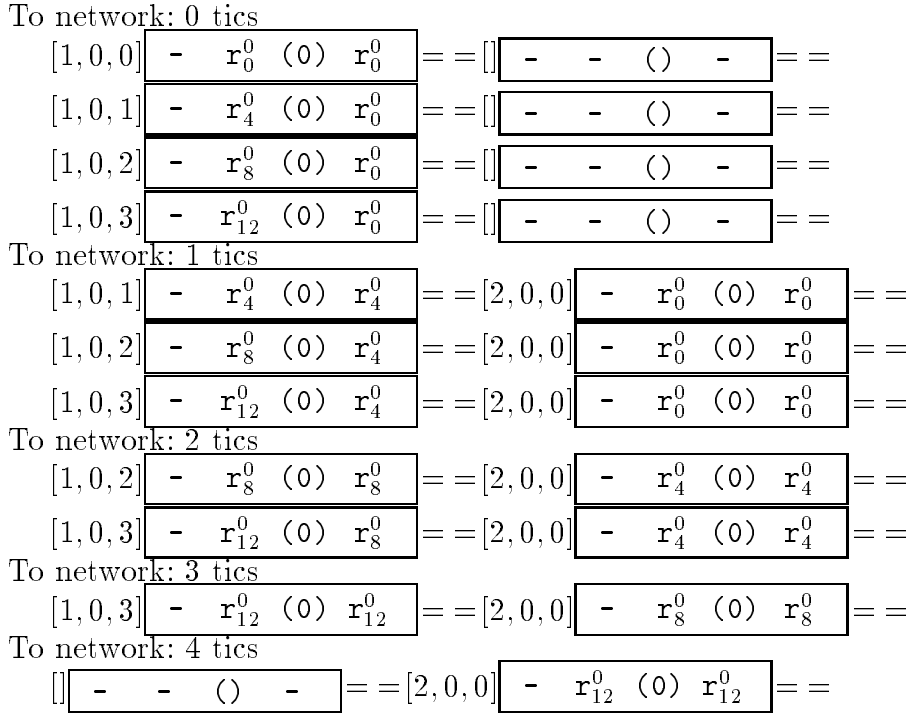 To network: 0 tics
[1,0,0] - r_0^0 (0) r_0^0 ==[] - - () - ==
[1,0,1] - r_4^0 (0) r_0^0 ==[] - - () - ==
[1,0,2] - r_8^0 (0) r_0^0 ==[] - - () - ==
[1,0,3] - r_12^0 (0) r_0^0 ==[] - - () - ==
To network: 1 tics
[1,0,1] - r_4^0 (0) r_4^0 ==[2,0,0] - r_0^0 (0) r_0^0 ==
[1,0,2] - r_8^0 (0) r_4^0 ==[2,0,0] - r_0^0 (0) r_0^0 ==
[1,0,3] - r_12^0 (0) r_4^0 ==[2,0,0] - r_0^0 (0) r_0^0 ==
To network: 2 tics
[1,0,2] - r_8^0 (0) r_8^0 ==[2,0,0] - r_4^0 (0) r_4^0 ==
[1,0,3] - r_12^0 (0) r_8^0 ==[2,0,0] - r_4^0 (0) r_4^0 ==
To network: 3 tics
[1,0,3] - r_12^0 (0) r_12^0 ==[2,0,0] - r_8^0 (0) r_8^0 ==
To network: 4 tics
[] - - () - ==[2,0,0] - r_12^0 (0) r_12^0 ==